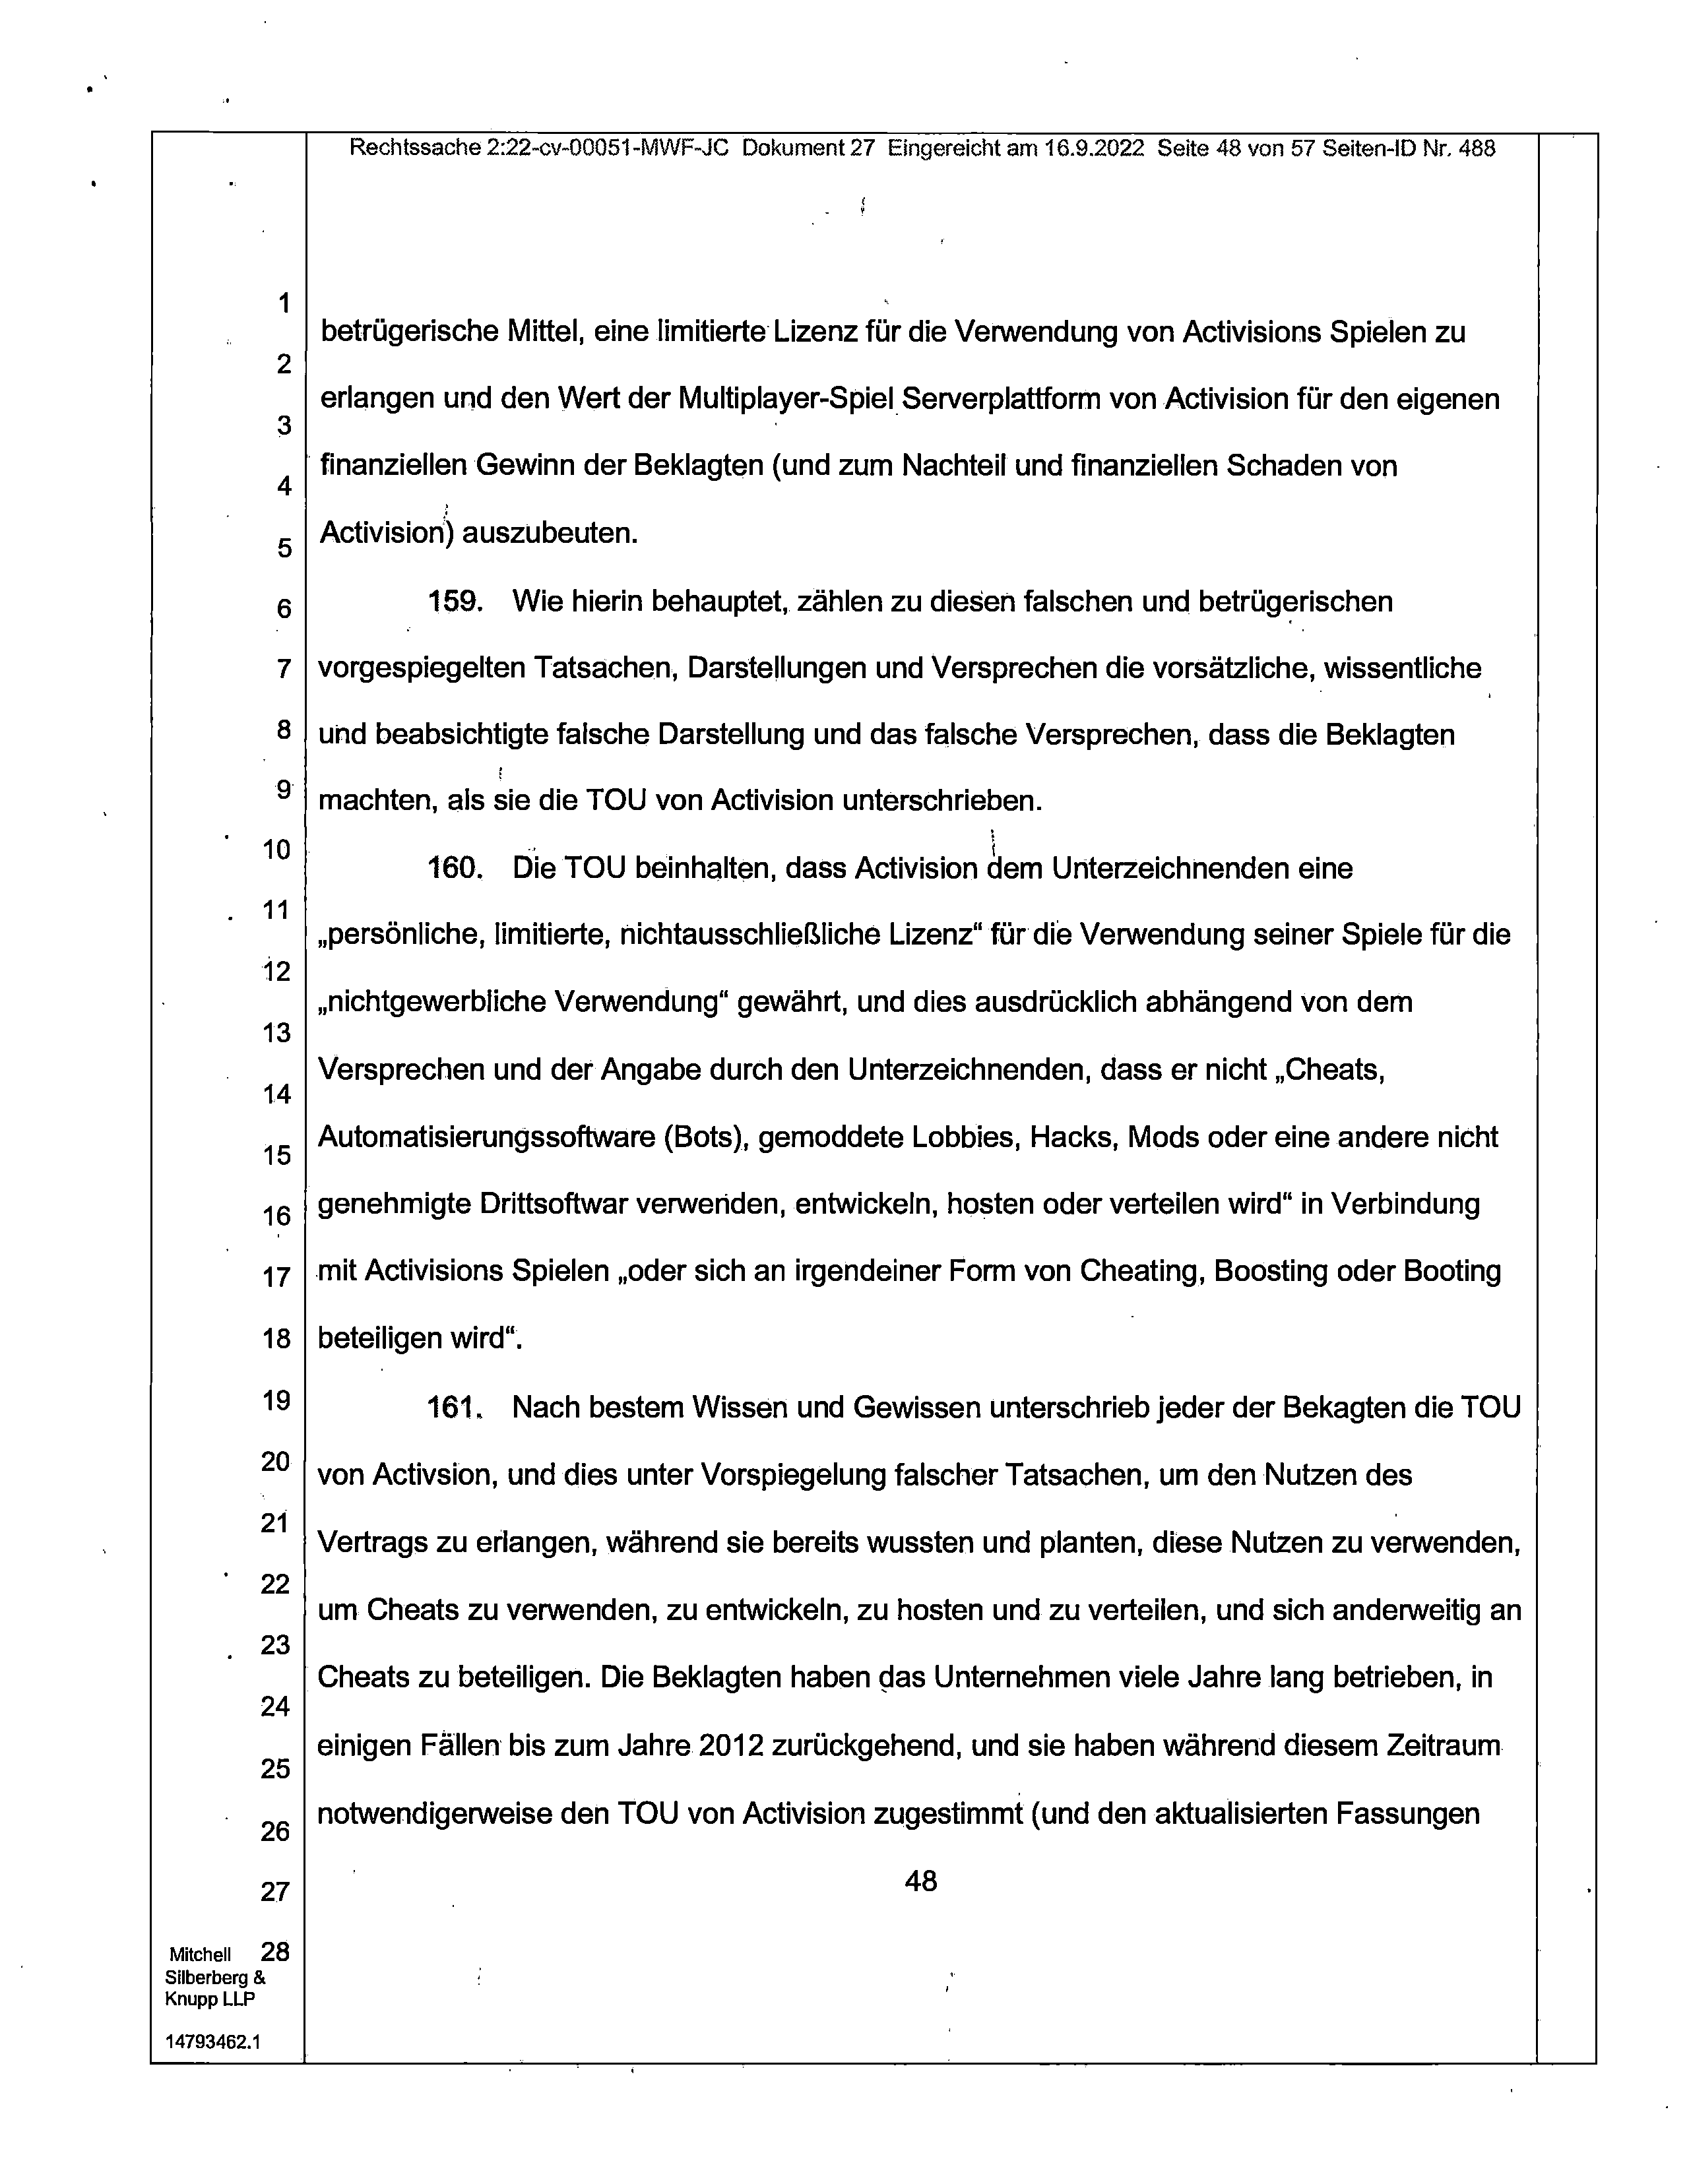 Rechtssache 2:22-cv-00051-MWF-JC Dokument 27 Eingereicht am 16.9.2022 Seite 48 von 57 Seiten-ID Nr. 488
1
betrügerische Mittel, eine limitierte Lizenz für die Verwendung von Activisions Spielen zu
2
erlangen und den Wert der Multiplayer-Spiel Serverplattform von Activision für den eigenen
3
finanziellen Gewinn der Beklagten (und zum Nachteil und finanziellen Schaden von
4
Activision) auszubeuten.
5
159. Wie hierin behauptet, zählen zu diesen falschen und betrügerischen
6
7 vorgespiegelten Tatsachen, Darstellungen und Versprechen die vorsätzliche, wissentliche
8 und beabsichtigte falsche Darstellung und das falsche Versprechen, dass die Beklagten
9 machten, als sie die TOU von Activision unterschrieben.
10
160. Die TOU beinhalten, dass Activision dem Unterzeichnenden eine
11
„persönliche, limitierte, nichtausschließliche Lizenz“ für die Verwendung seiner Spiele für die
12
„nichtgewerbliche Verwendung“ gewährt, und dies ausdrücklich abhängend von dem
13
Versprechen und der Angabe durch den Unterzeichnenden, dass er nicht „Cheats,
14
Automatisierungssoftware (Bots), gemoddete Lobbies, Hacks, Mods oder eine andere nicht
15
genehmigte Drittsoftwar verwenden, entwickeln, hosten oder verteilen wird“ in Verbindung
16
17 mit Activisions Spielen „oder sich an irgendeiner Form von Cheating, Boosting oder Booting
18 beteiligen wird“.
19 161. Nach bestem Wissen und Gewissen unterschrieb jeder der Bekagten die TOU
20
von Activsion, und dies unter Vorspiegelung falscher Tatsachen, um den Nutzen des
21
Vertrags zu erlangen, während sie bereits wussten und planten, diese Nutzen zu verwenden,
22
um Cheats zu verwenden, zu entwickeln, zu hosten und zu verteilen, und sich anderweitig an
23
Cheats zu beteiligen. Die Beklagten haben das Unternehmen viele Jahre lang betrieben, in
24
einigen Fällen bis zum Jahre 2012 zurückgehend, und sie haben während diesem Zeitraum
25
notwendigerweise den TOU von Activision zugestimmt (und den aktualisierten Fassungen
26
48
27
Mitchell 28
Silberberg &
Knupp LLP
14793462.1